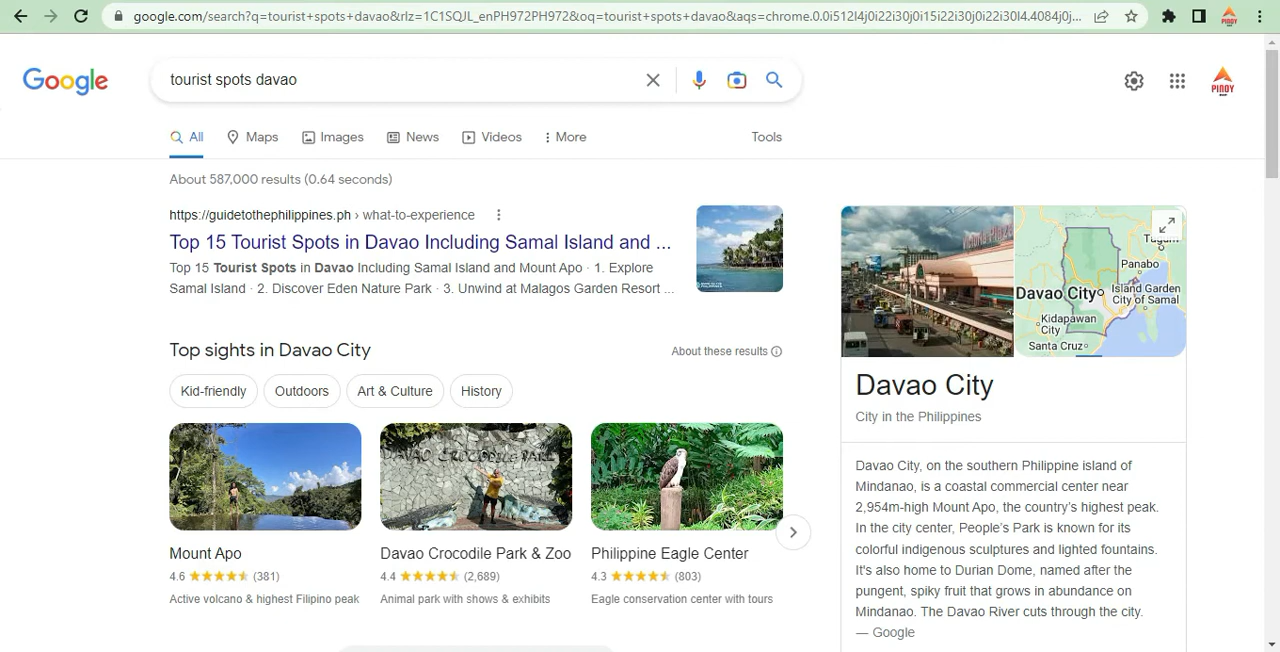 google.com/search?q=tourist+spots+davao&rlz=1C1SQJL_enPH972PH972&oq=tourist+spots+davao&aqs=chrome.0.0i512l4j0i22i30j0i15i22i30j0i22i30l4.4084j0j...
PINOY
Google
tourist spots davao
PINOY
All
Maps
Images
News
Videos
More
Tools
About 587,000 results (0.64 seconds)
https://guidetothephilippines.ph › what-to-experience
Top 15 Tourist Spots in Davao Including Samal Island and ...
Top 15 Tourist Spots in Davao Including Samal Island and Mount Apo · 1. Explore
Samal Island · 2. Discover Eden Nature Park · 3. Unwind at Malagos Garden Resort ...
Top sights in Davao City
About these results
Kid-friendly
Outdoors
Art & Culture
History
DAVAO CROCODILE PARK
Mount Apo
4.6 (381)
Active volcano & highest Filipino peak
Davao Crocodile Park & Zoo
4.4 (2,689)
Animal park with shows & exhibits
Philippine Eagle Center
4.3 (803)
Eagle conservation center with tours
Victoria Plaza
Tagum
Panabo
Davao City
Island Garden
City of Samal
Kidapawan
City
Santa Cruz
Davao City
City in the Philippines
Davao City, on the southern Philippine island of
Mindanao, is a coastal commercial center near
2,954m-high Mount Apo, the country's highest peak.
In the city center, People's Park is known for its
colorful indigenous sculptures and lighted fountains.
It's also home to Durian Dome, named after the
pungent, spiky fruit that grows in abundance on
Mindanao. The Davao River cuts through the city.
— Google